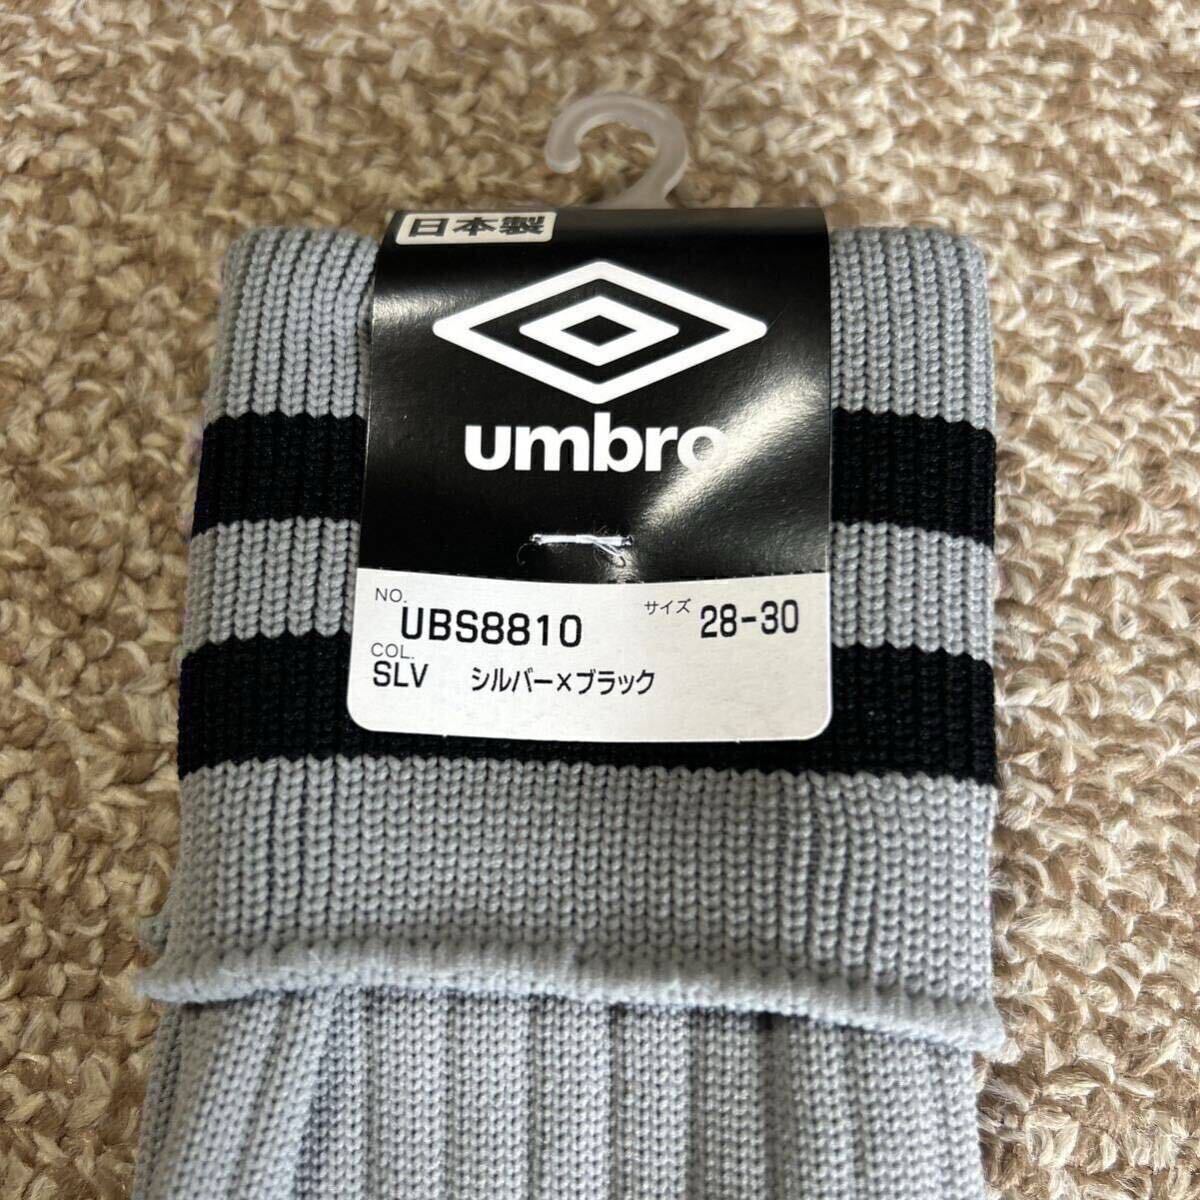 日本製
umbro
NO.
UBS8810
サイズ 28-30
COL.
SLV シルバー×ブラック